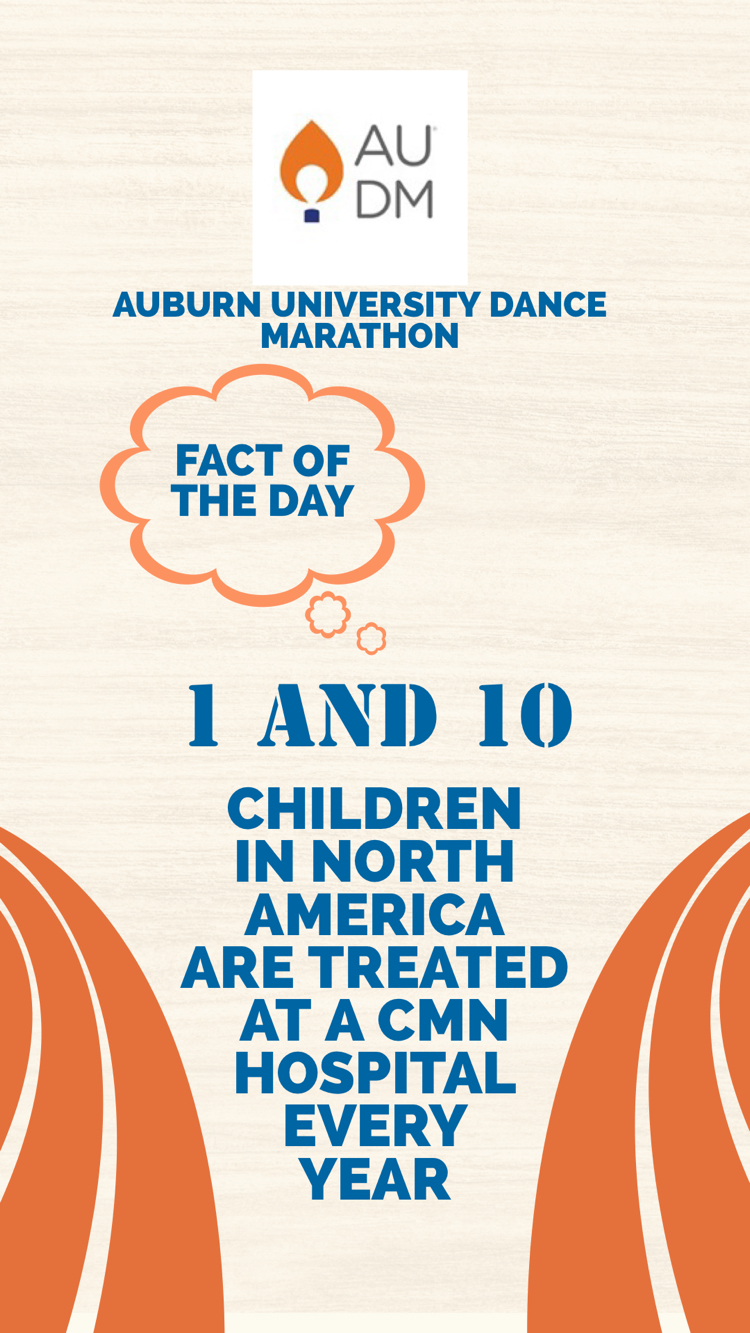 AU
DM
AUBURN UNIVERSITY DANCE
MARATHON
FACT OF
THE DAY
1 AND 10
CHILDREN
IN NORTH
AMERICA
ARE TREATED
AT A CMN
HOSPITAL
EVERY
YEAR